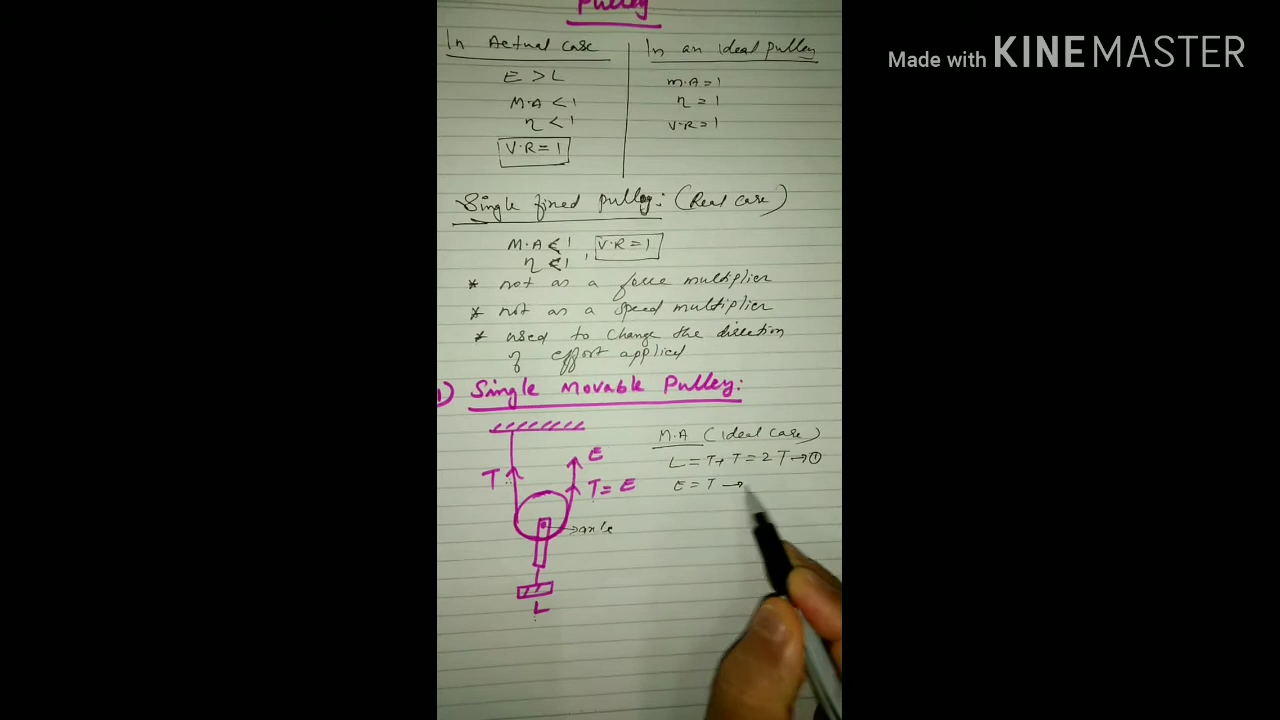 Pulley
In Actual case
E > L
M.A < 1
η < 1
V.R = 1
In an ideal pulley
M.A = 1
η = 1
V.R = 1
Single fixed pulley: (Real case)
M.A < 1, V.R = 1
η < 1
* not as a force multiplier
* not as a speed multiplier
* used to change the direction
of effort applied
1) Single Movable Pulley:
T
E
T = E
→ axle
L
M.A (Ideal case)
L = T + T = 2T → ①
E = T →
Made with KINEMASTER